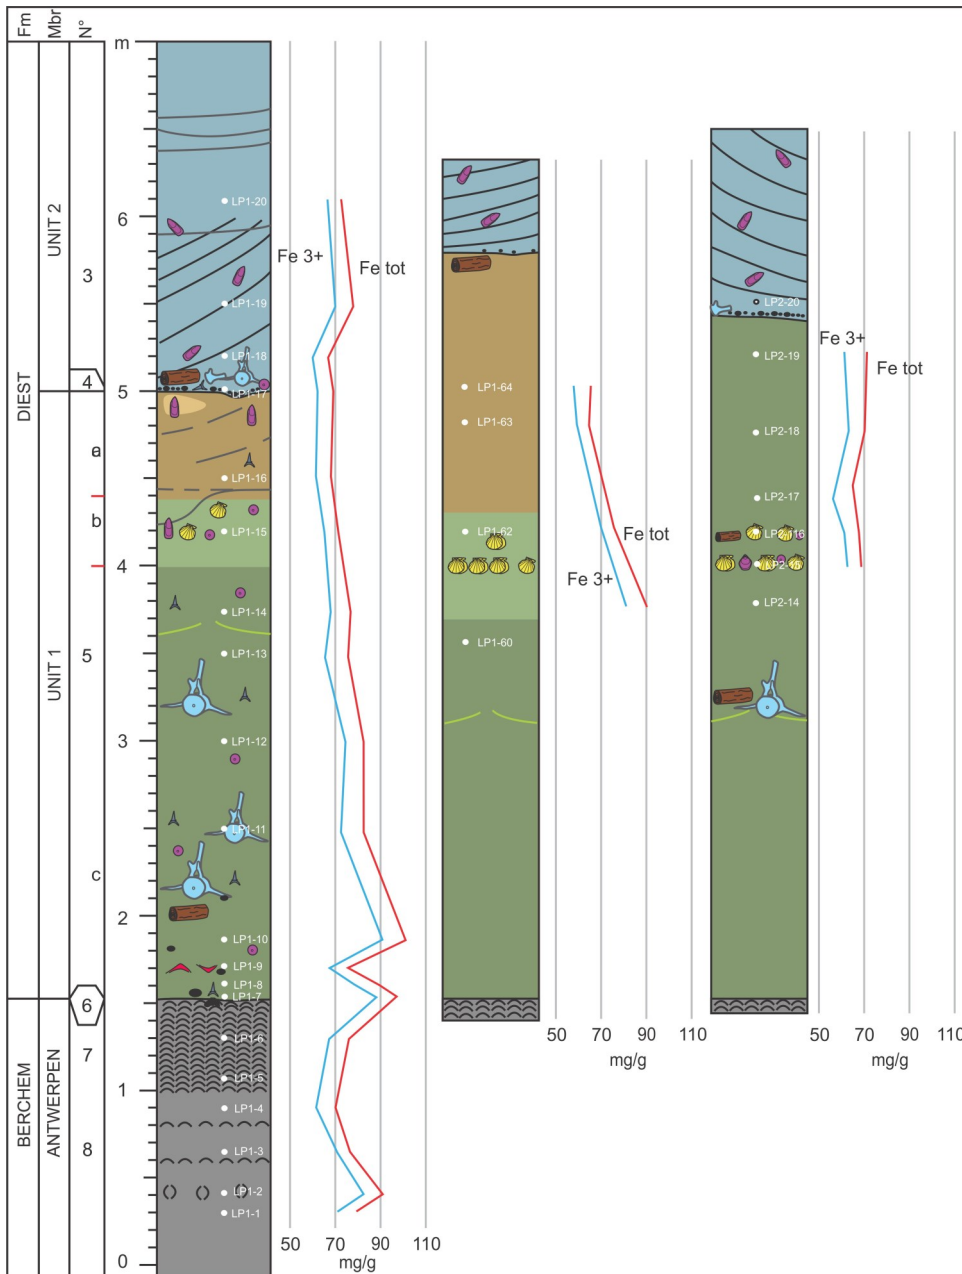 Fm
Mbr
N°
m
6
5
4
3
2
1
0
DIEST
BERCHEM
UNIT 2
UNIT 1
ANTWERPEN
3
4
a
b
5
c
6
7
8
LP1-20
LP1-19
LP1-18
LP1-17
LP1-16
LP1-15
LP1-14
LP1-13
LP1-12
LP1-11
LP1-10
LP1-9
LP1-8
LP1-7
LP1-6
LP1-5
LP1-4
LP1-3
LP1-2
LP1-1
Fe 3+
Fe tot
50 70 90 110
mg/g
LP1-64
LP1-63
LP1-62
LP1-60
Fe tot
Fe 3+
50 70 90 110
mg/g
LP2-20
LP2-19
LP2-18
LP2-17
LP2-116
LP2-15
LP2-14
Fe 3+
Fe tot
50 70 90 110
mg/g